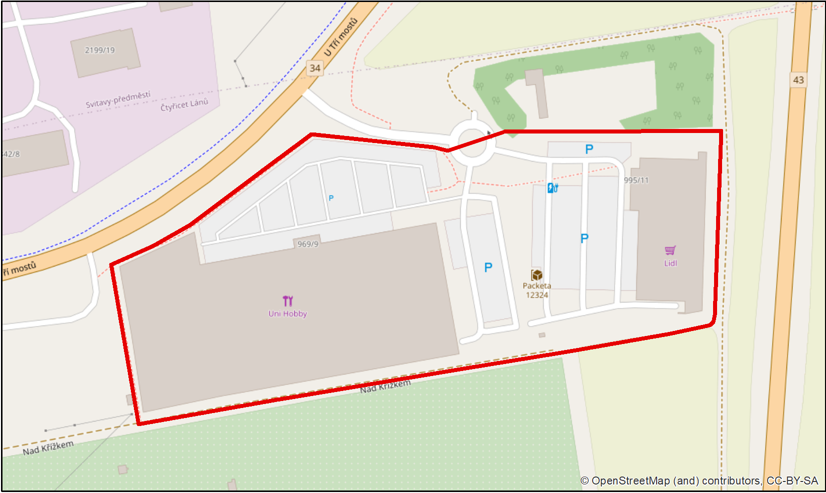 U Tří mostů
2199/19
34
43
Svitavy-předměstí
Čtyřicet Lánů
P
42/8
995/11
P
P
969/9
Lidl
Tří mostů
P
Packeta
12324
Uni Hobby
Nad Křížkem
Nad Křížkem
© OpenStreetMap (and) contributors, CC-BY-SA